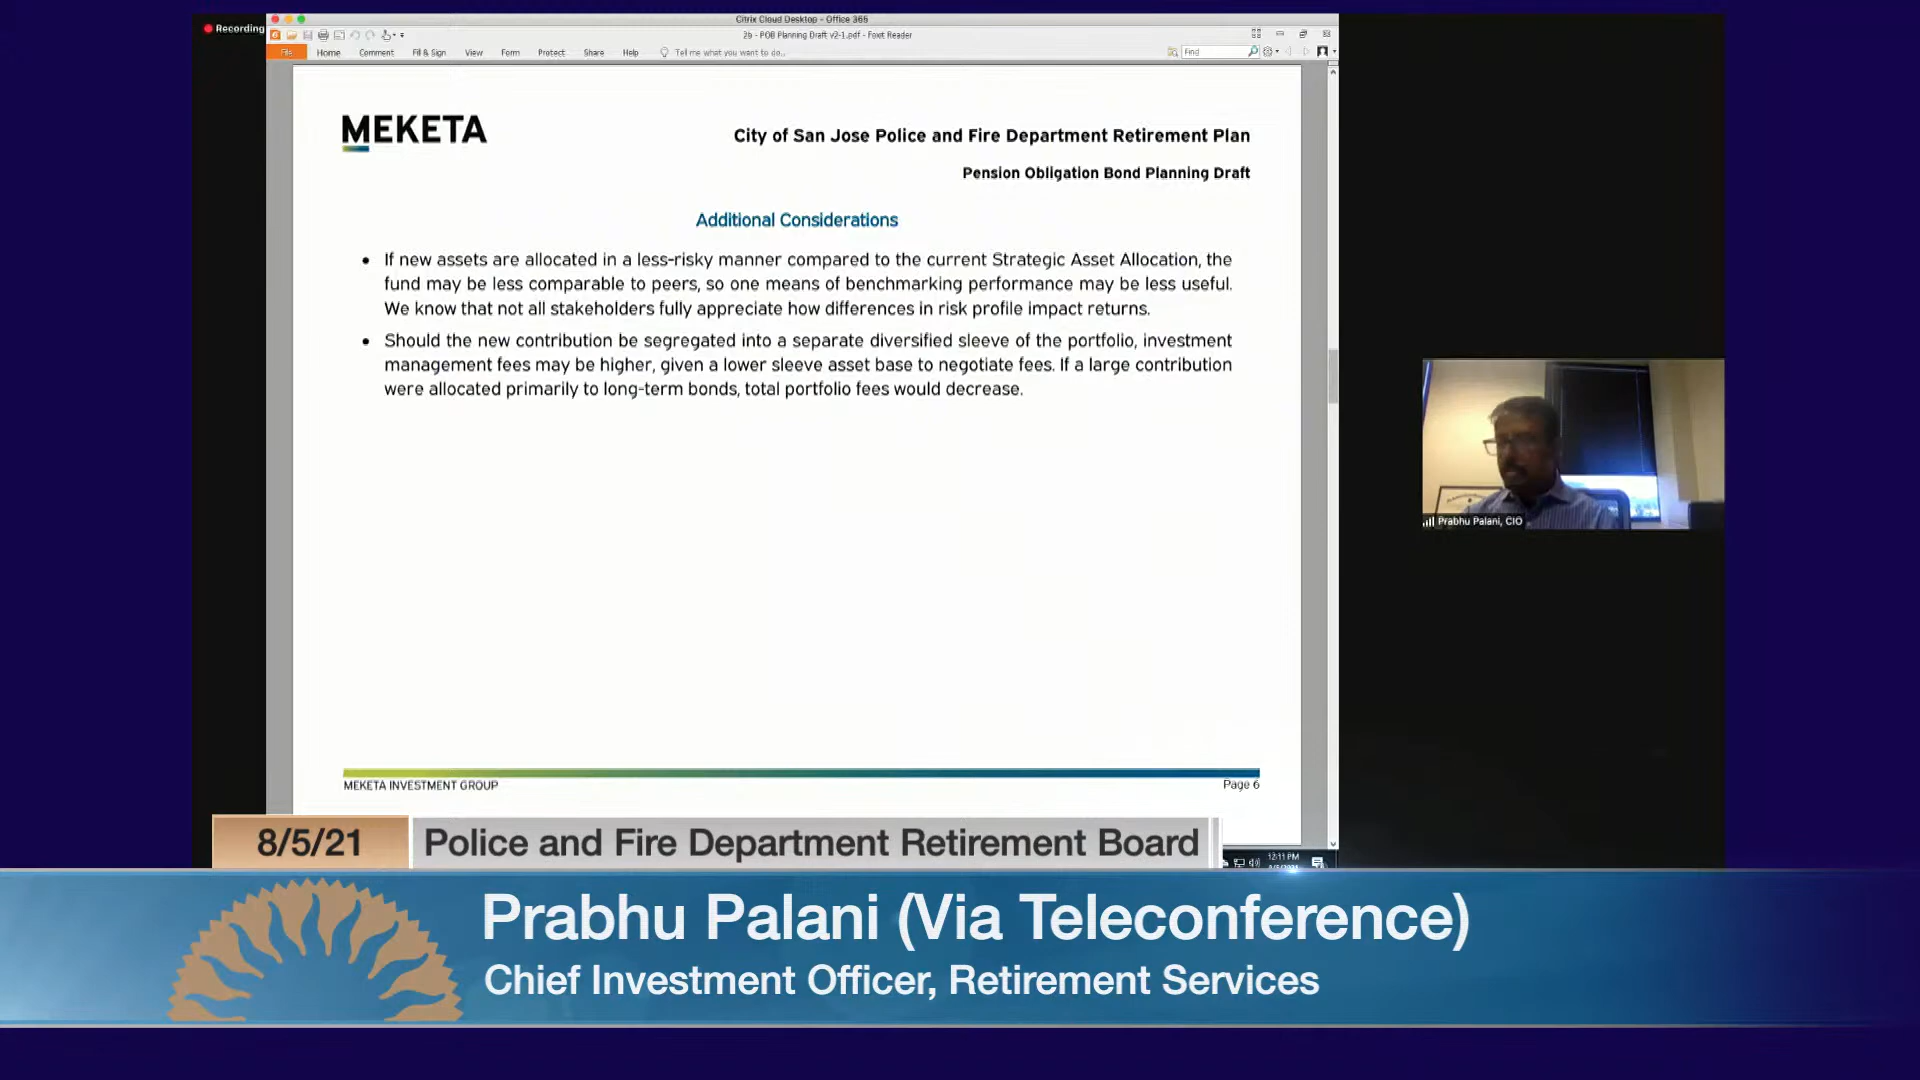 Recording
Citrix Cloud Desktop - Office 365
2b - POB Planning Draft v2-1.pdf - Foxit Reader
File Home Comment Fill & Sign View Form Protect Share Help Tell me what you want to do... Find
MEKETA
City of San Jose Police and Fire Department Retirement Plan
Pension Obligation Bond Planning Draft
Additional Considerations
• If new assets are allocated in a less-risky manner compared to the current Strategic Asset Allocation, the
fund may be less comparable to peers, so one means of benchmarking performance may be less useful.
We know that not all stakeholders fully appreciate how differences in risk profile impact returns.
• Should the new contribution be segregated into a separate diversified sleeve of the portfolio, investment
management fees may be higher, given a lower sleeve asset base to negotiate fees. If a large contribution
were allocated primarily to long-term bonds, total portfolio fees would decrease.
Prabhu Palani, CIO
MEKETA INVESTMENT GROUP
Page 6
8/5/21
Police and Fire Department Retirement Board
12:11 PM
Prabhu Palani (Via Teleconference)
Chief Investment Officer, Retirement Services